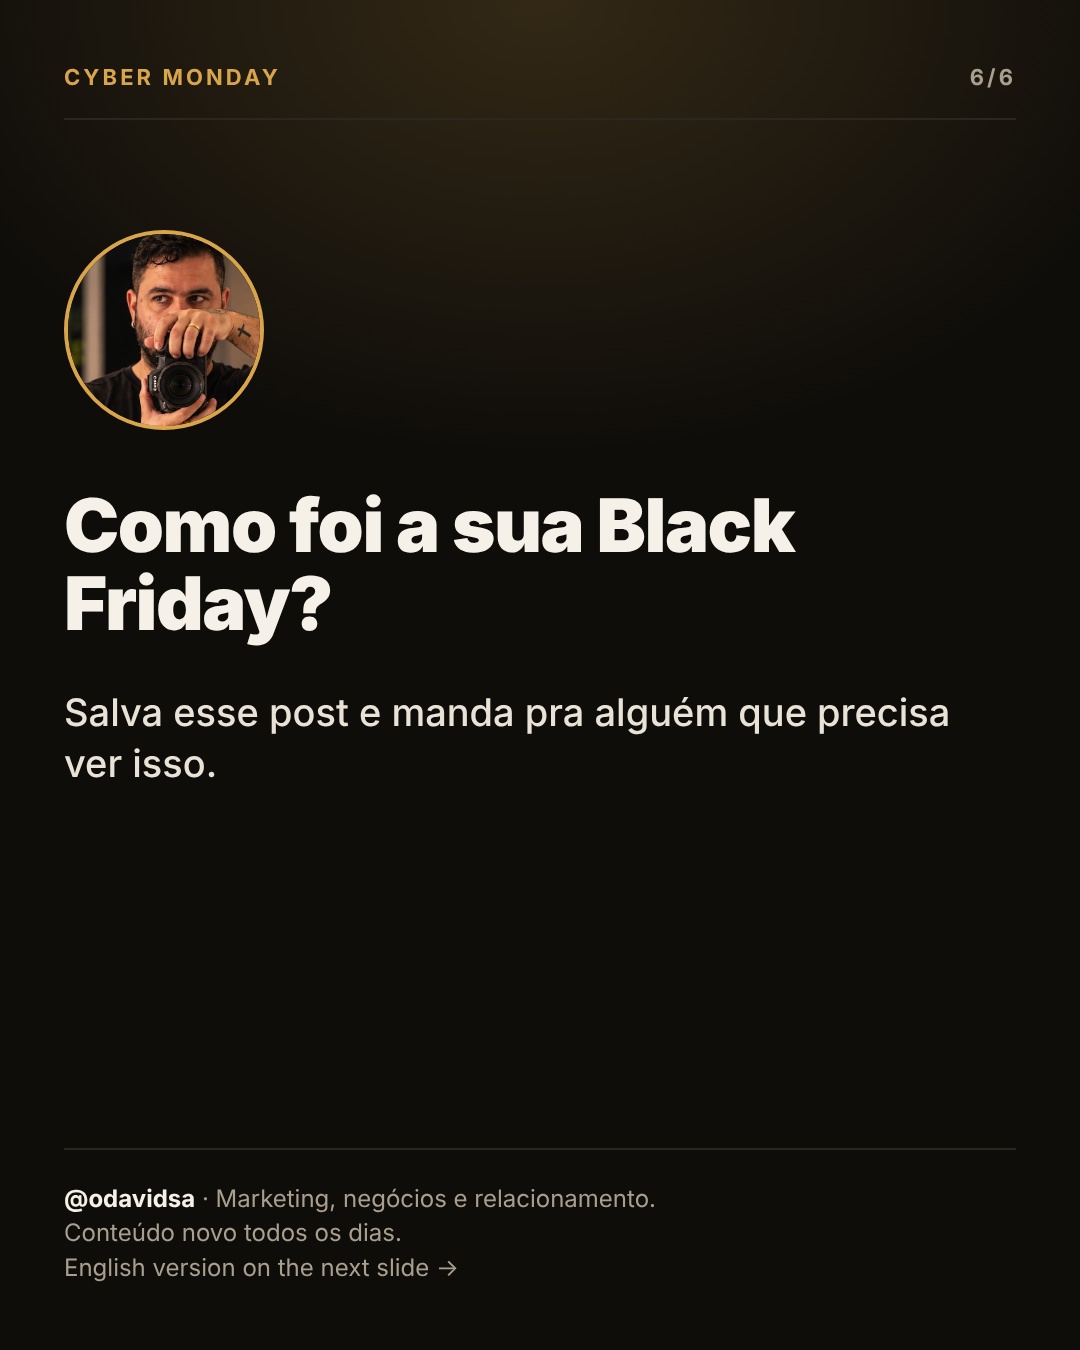 CYBER MONDAY
6/6
Como foi a sua Black
Friday?
Salva esse post e manda pra alguém que precisa
ver isso.
@odavidsa · Marketing, negócios e relacionamento.
Conteúdo novo todos os dias.
English version on the next slide →